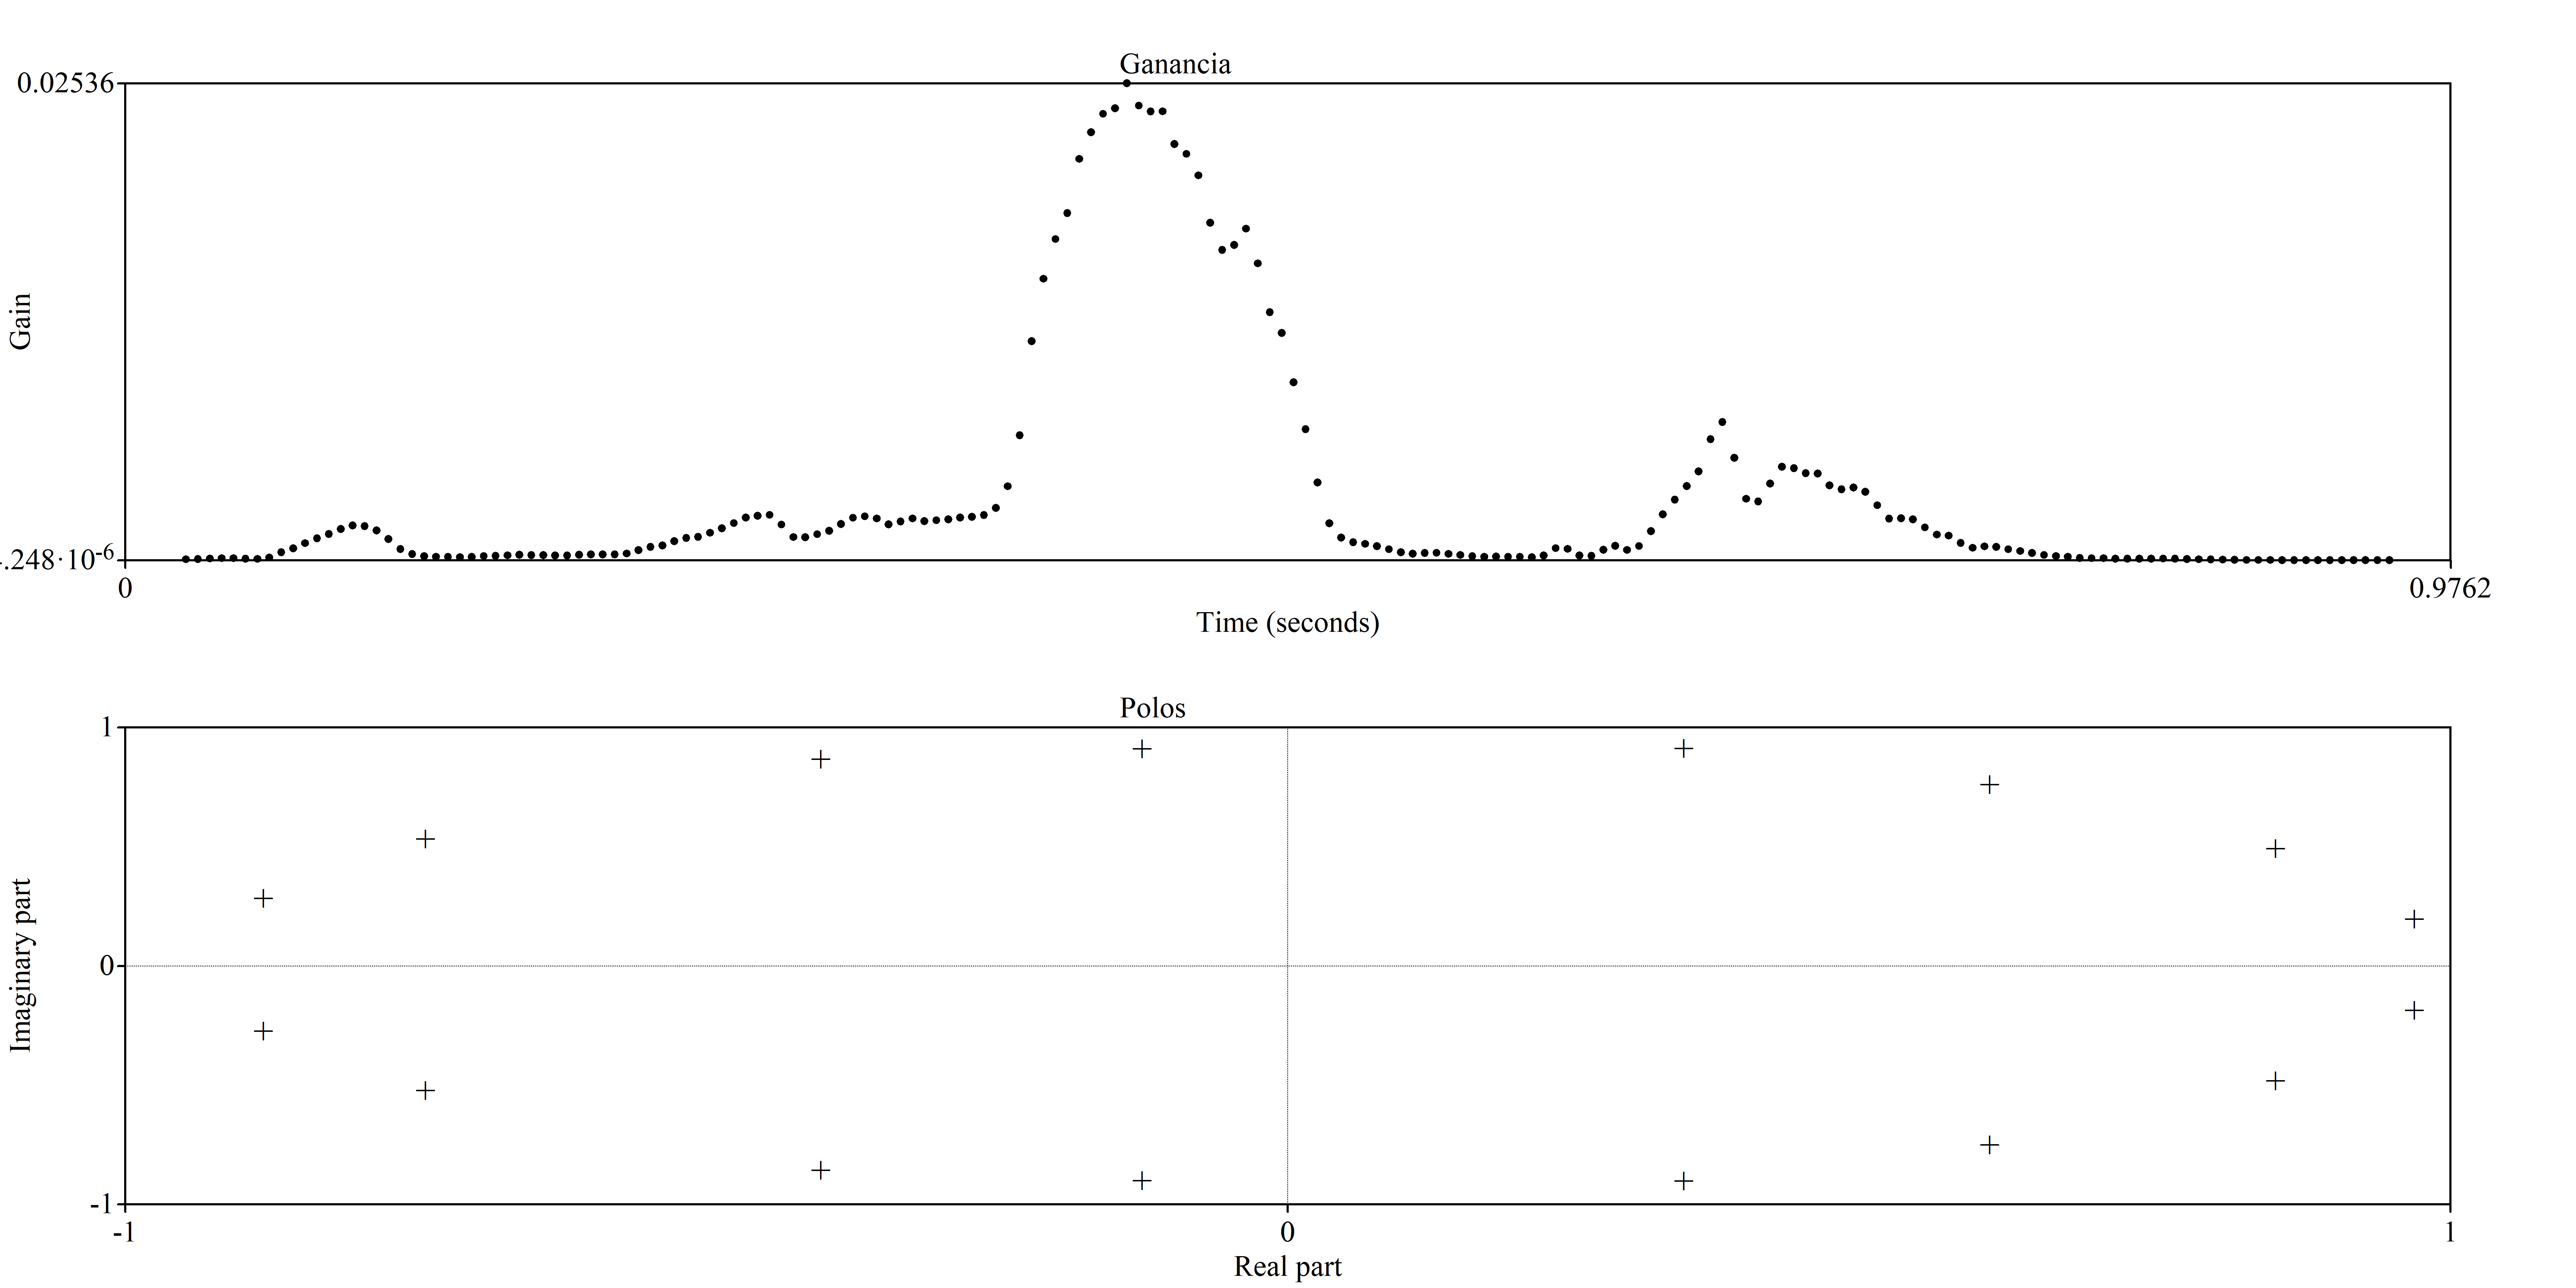 Ganancia
0.02536
Gain
.248·10-6
0
0.9762
Time (seconds)
Polos
1
Imaginary part
0
-1
-1
0
1
Real part